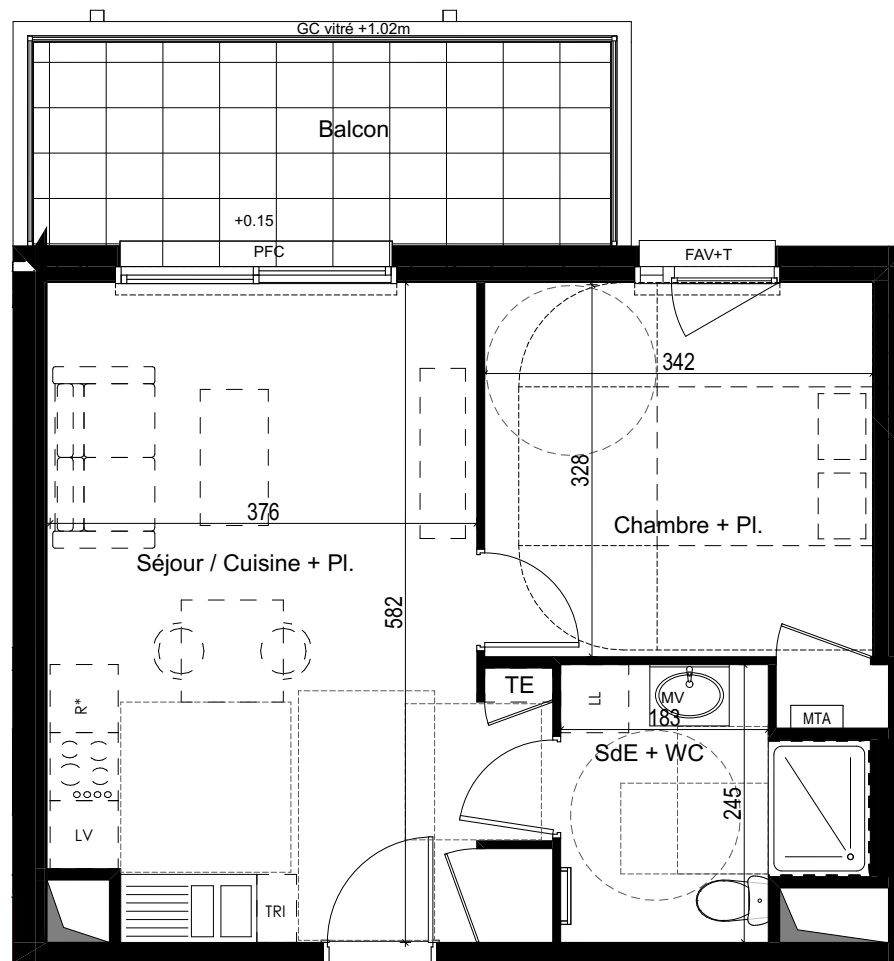 GC vitré +1.02m
Balcon
+0.15
PFC
FAV+T
342
328
376
Chambre + Pl.
Séjour / Cuisine + Pl.
582
TE
R*
LL
MV
183
MTA
SdE + WC
245
LV
TRI